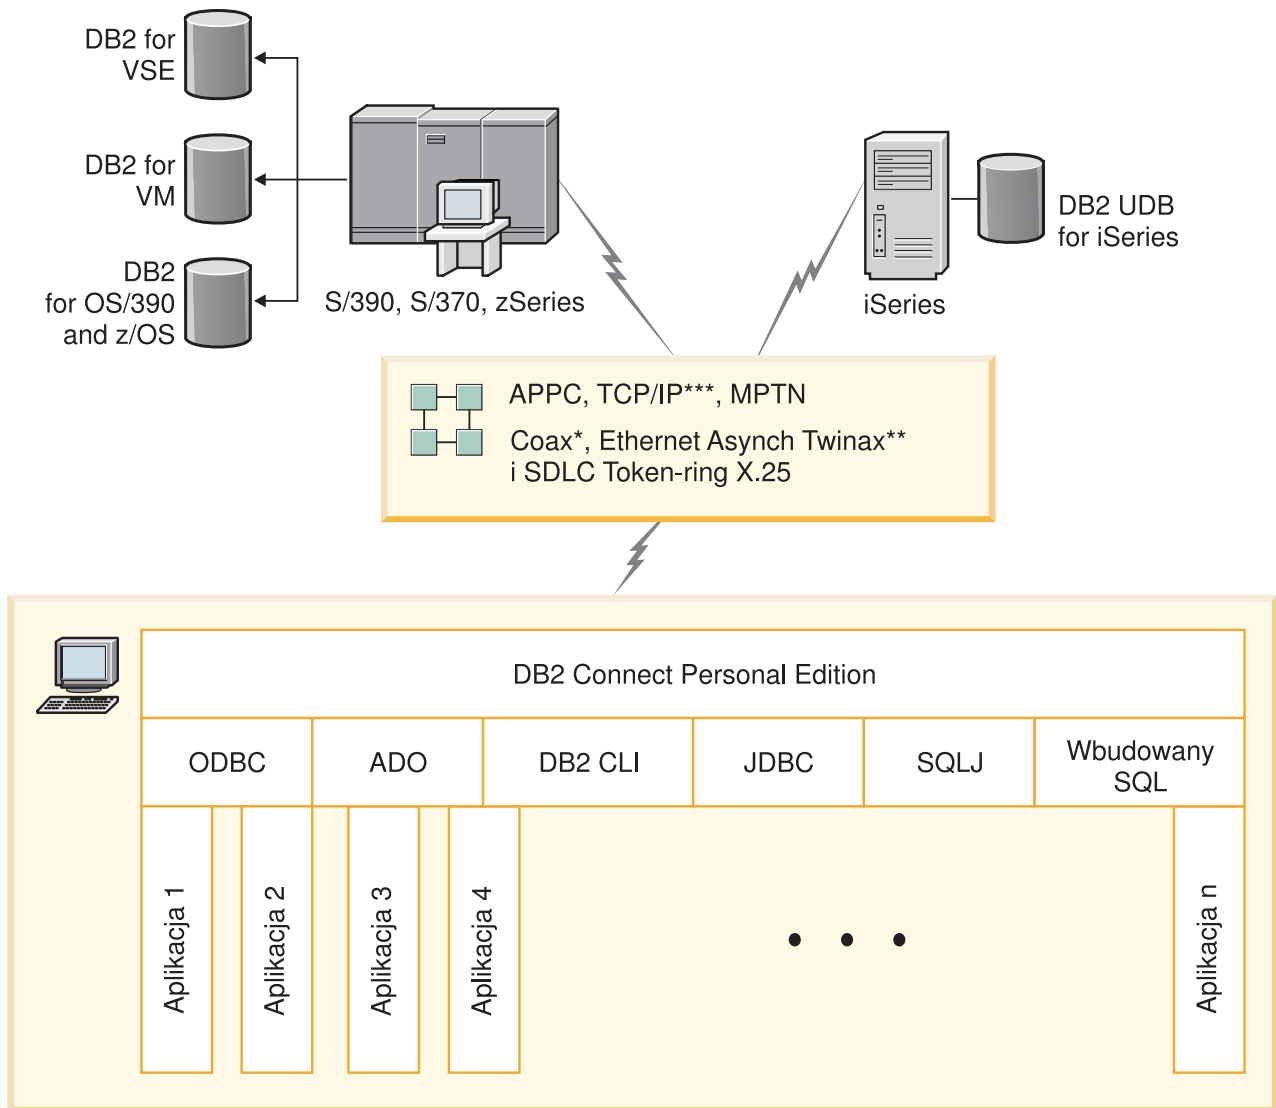 DB2 for
VSE
DB2 for
VM
DB2
for OS/390
and z/OS
S/390, S/370, zSeries
DB2 UDB
for iSeries
iSeries
APPC, TCP/IP***, MPTN
Coax*, Ethernet Asynch Twinax**
i SDLC Token-ring X.25
DB2 Connect Personal Edition
ODBC
ADO
DB2 CLI
JDBC
SQLJ
Wbudowany
SQL
Aplikacja 1
Aplikacja 2
Aplikacja 3
Aplikacja 4
Aplikacja n